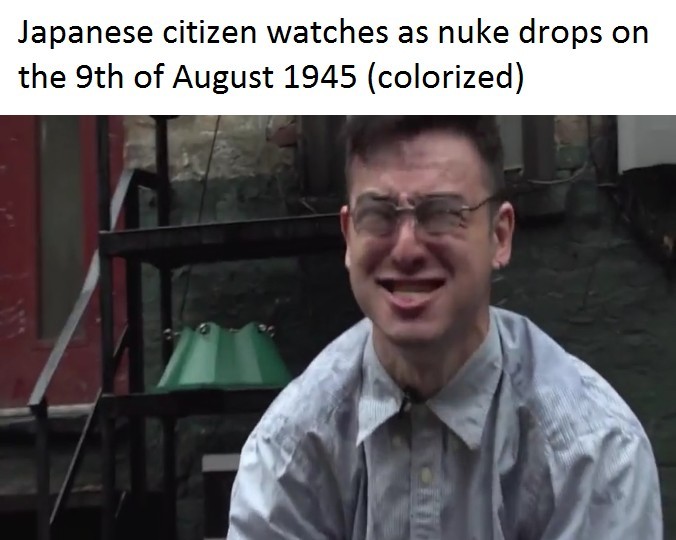 Japanese citizen watches as nuke drops on
the 9th of August 1945 (colorized)